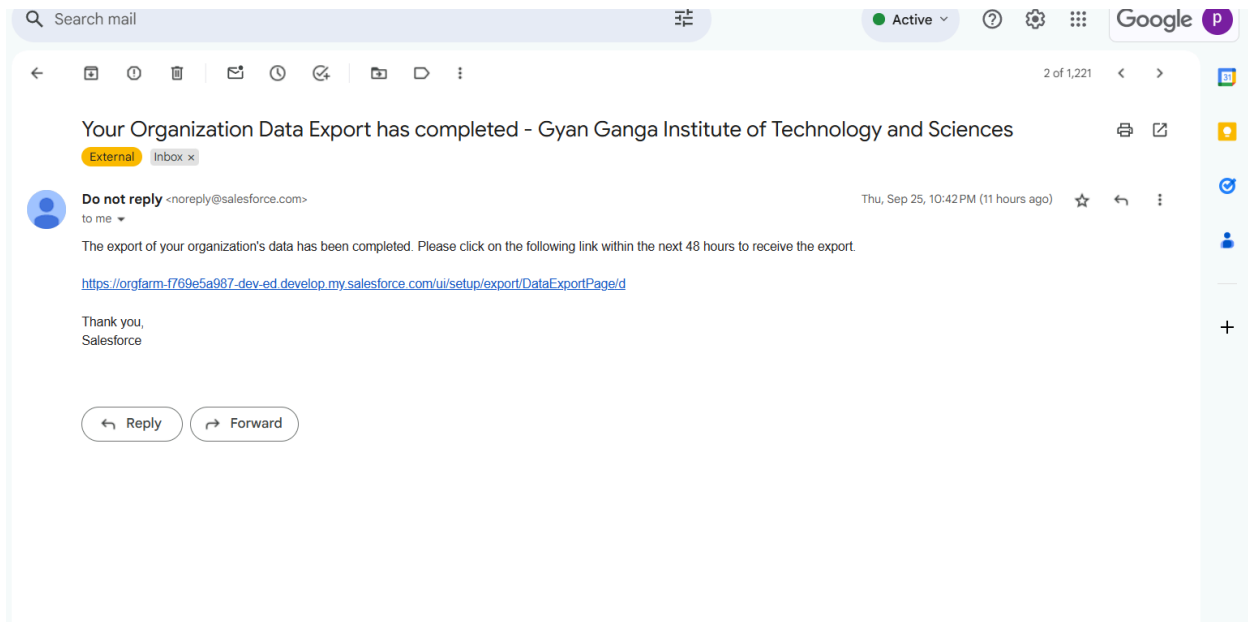 Search mail
Active
Google
p
2 of 1,221
31
Your Organization Data Export has completed - Gyan Ganga Institute of Technology and Sciences
External Inbox ×
Do not reply <noreply@salesforce.com>
Thu, Sep 25, 10:42 PM (11 hours ago)
to me
The export of your organization's data has been completed. Please click on the following link within the next 48 hours to receive the export.
https://orgfarm-f769e5a987-dev-ed.develop.my.salesforce.com/ui/setup/export/DataExportPage/d
Thank you,
Salesforce
Reply
Forward